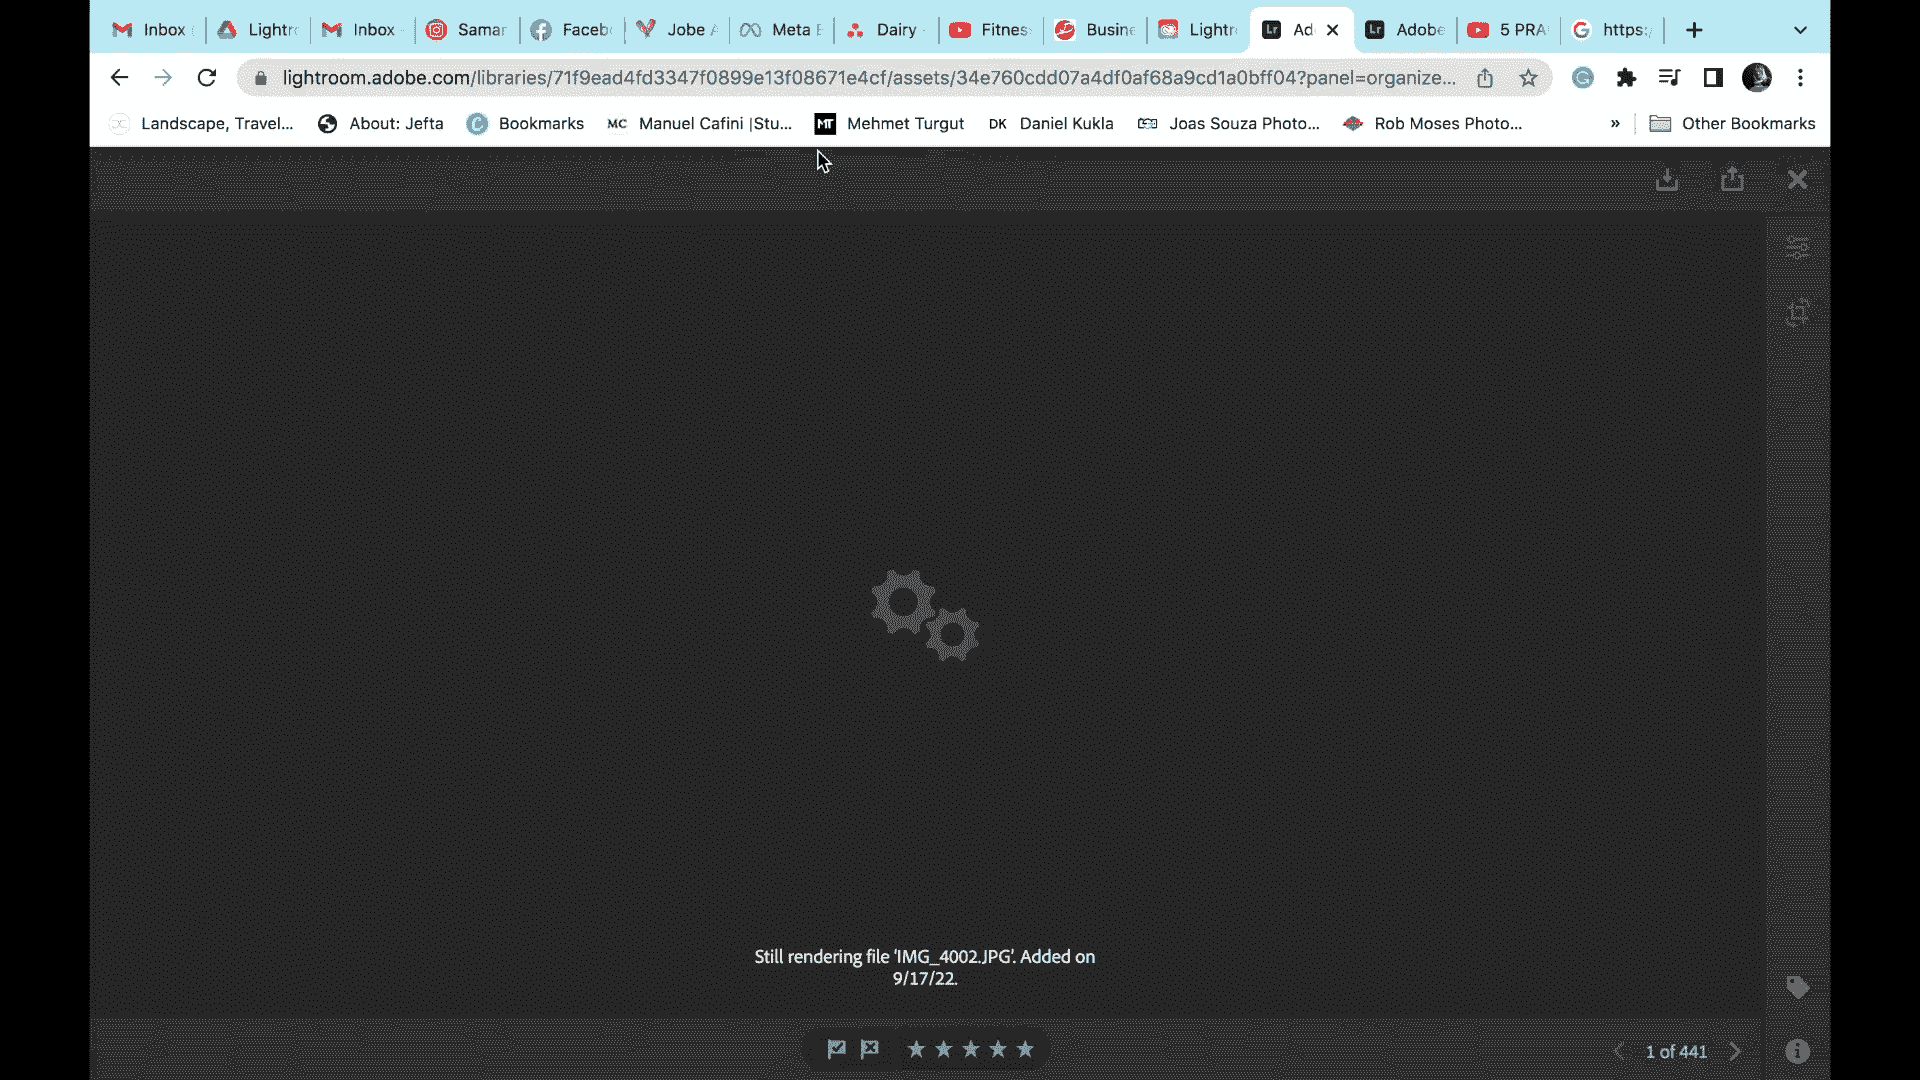 Inbox
Lightr
Inbox
Samar
Faceb
Jobe A
Meta E
Dairy
Fitnes
Busine
Lightr
Lr
Ad
Lr
Adobe
5 PRA
https:
lightroom.adobe.com/libraries/71f9ead4fd3347f0899e13f08671e4cf/assets/34e760cdd07a4df0af68a9cd1a0bff04?panel=organize...
Landscape, Travel...
About: Jefta
Bookmarks
MC Manuel Cafini |Stu...
MT Mehmet Turgut
DK Daniel Kukla
Joas Souza Photo...
Rob Moses Photo...
»
Other Bookmarks
Still rendering file 'IMG_4002.JPG'. Added on
9/17/22.
1 of 441